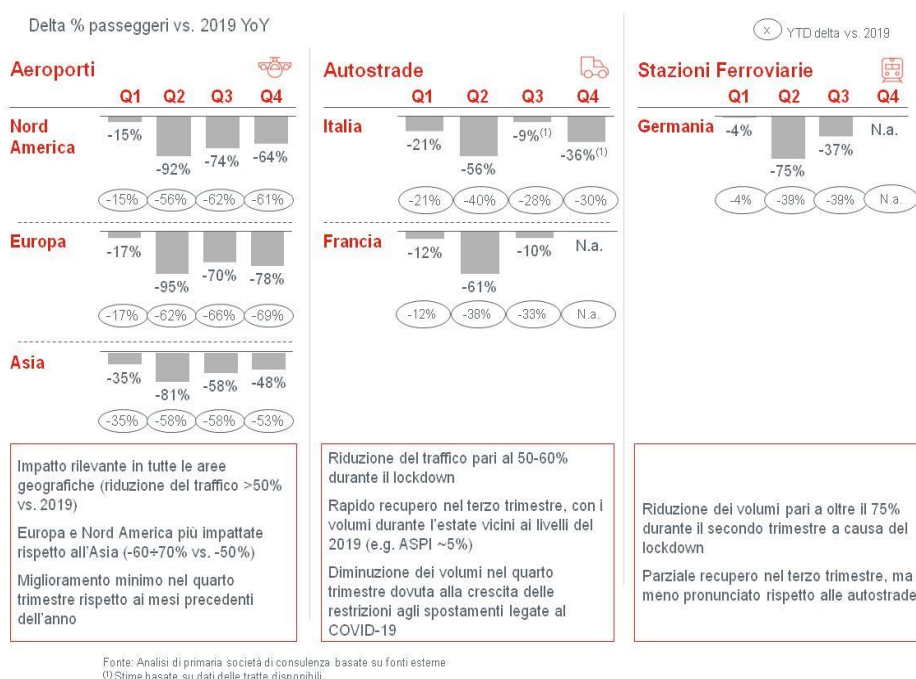 Delta % passeggeri vs. 2019 YoY
x YTD delta vs. 2019
Aeroporti
Q1 Q2 Q3 Q4
Nord America
-15% -92% -74% -64%
-15% -56% -62% -61%
Europa
-17% -95% -70% -78%
-17% -62% -66% -69%
Asia
-35% -81% -58% -48%
-35% -58% -58% -53%
Impatto rilevante in tutte le aree
geografiche (riduzione del traffico >50%
vs. 2019)
Europa e Nord America più impattate
rispetto all'Asia (-60÷70% vs. -50%)
Miglioramento minimo nel quarto
trimestre rispetto ai mesi precedenti
dell'anno
Autostrade
Q1 Q2 Q3 Q4
Italia
-21% -56% -9%(1) -36%(1)
-21% -40% -28% -30%
Francia
-12% -61% -10% N.a.
-12% -38% -33% N.a.
Riduzione del traffico pari al 50-60%
durante il lockdown
Rapido recupero nel terzo trimestre, con i
volumi durante l'estate vicini ai livelli del
2019 (e.g. ASPI ~5%)
Diminuzione dei volumi nel quarto
trimestre dovuta alla crescita delle
restrizioni agli spostamenti legate al
COVID-19
Stazioni Ferroviarie
Q1 Q2 Q3 Q4
Germania
-4% -75% -37% N.a.
-4% -39% -39% N.a.
Riduzione dei volumi pari a oltre il 75%
durante il secondo trimestre a causa del
lockdown
Parziale recupero nel terzo trimestre, ma
meno pronunciato rispetto alle autostrade
Fonte: Analisi di primaria società di consulenza basate su fonti esterne
(1) Stime basate su dati delle tratte disponibili